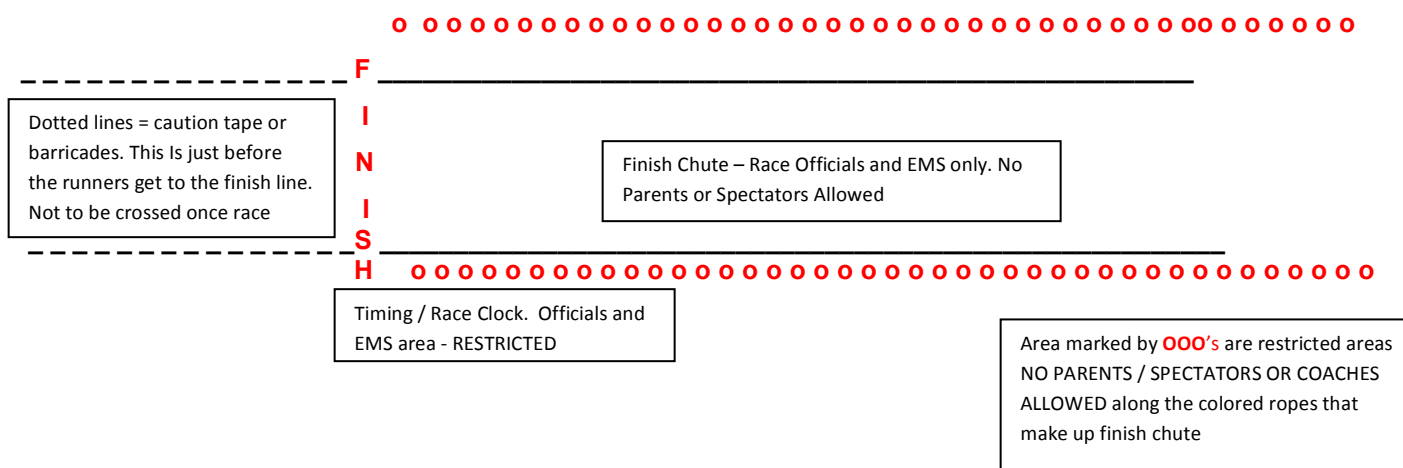 o o o o o o o o o o o o o o o o o o o o o o o o o o o o o o o o o o oo o o o o o o
F
I
N
I
S
H
Dotted lines = caution tape or
barricades. This Is just before
the runners get to the finish line.
Not to be crossed once race
Finish Chute – Race Officials and EMS only. No
Parents or Spectators Allowed
o o o o o o o o o o o o o o o o o o o o o o o o o o o o o o o o o o o o o o o o o
Timing / Race Clock.  Officials and
EMS area - RESTRICTED
Area marked by OOO's are restricted areas
NO PARENTS / SPECTATORS OR COACHES
ALLOWED along the colored ropes that
make up finish chute